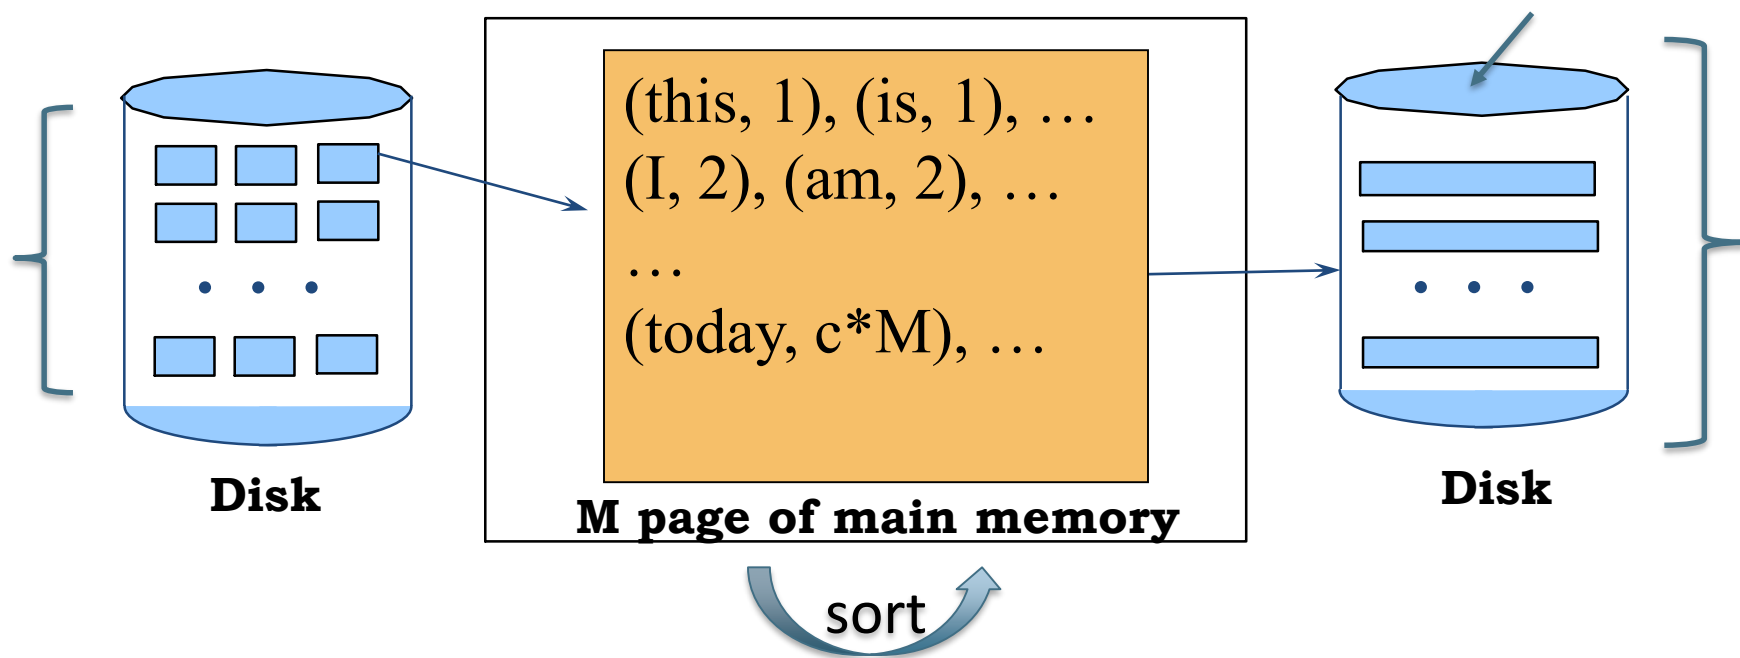 (this, 1), (is, 1), …
(I, 2), (am, 2), …
…
(today, c*M), …
Disk
M page of main memory
Disk
sort